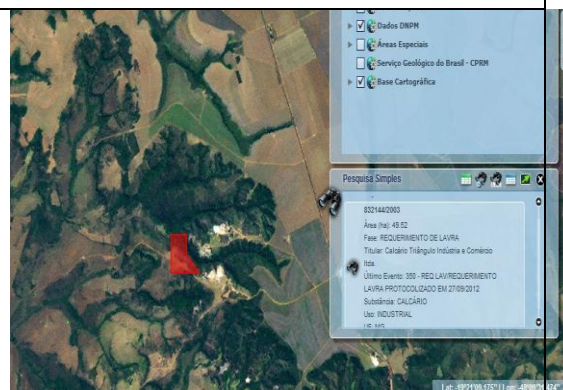 Dados DNPM
Áreas Especiais
Serviço Geológico do Brasil - CPRM
Base Cartográfica
Pesquisa Simples
832144/2003
Área (ha): 49.52
Fase: REQUERIMENTO DE LAVRA
Titular: Calcário Triângulo Indústria e Comércio
ltda.
Último Evento: 350 - REQ LAV/REQUERIMENTO
LAVRA PROTOCOLIZADO EM 27/09/2012
Substância: CALCÁRIO
Uso: INDUSTRIAL
UF: MG